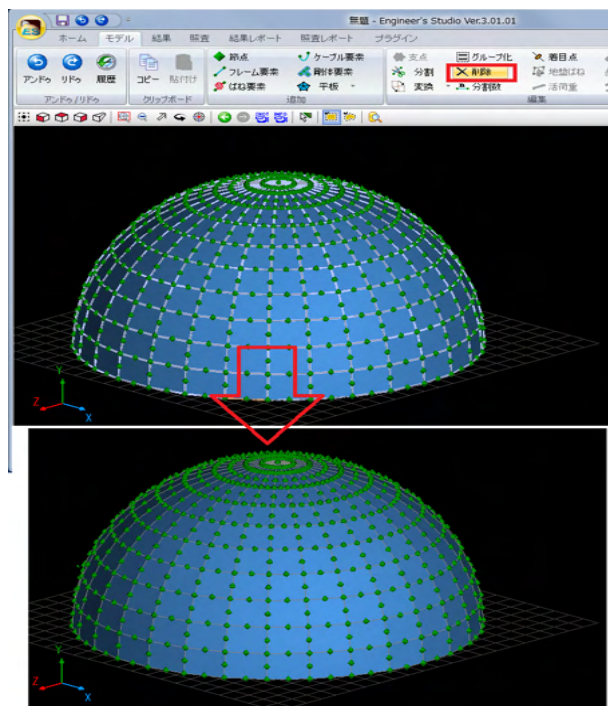 無題 - Engineer's Studio Ver.3.01.01
ES
ホーム モデル 結果 照査 結果レポート 照査レポート プラグイン
節点 ケーブル要素 支点 グループ化 着目点
アンドゥ リドゥ 履歴 コピー 貼付け フレーム要素 剛体要素 分割 削除 地盤ばね
ばね要素 平板 変換 分割数 活荷重
アンドゥ/リドゥ クリップボード 追加 編集
Y
Z
X
Y
Z
X